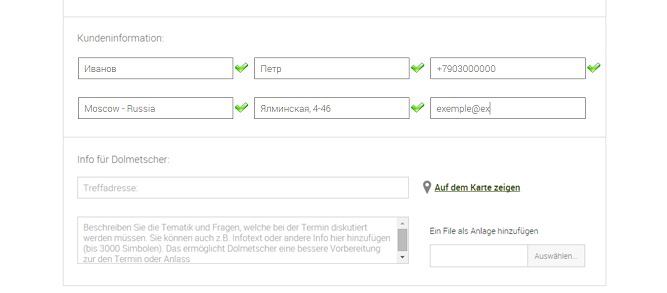 Kundeninformation:
Иванов
Петр
+7903000000
Moscow - Russia
Ялминская, 4-46
exemple@ex
Info für Dolmetscher:
Treffadresse:
Auf dem Karte zeigen
Beschreiben Sie die Tematik und Fragen, welche bei der Termin diskutiert
werden müssen. Sie können auch z.B. Infotext oder andere Info hier hinzufügen
(bis 3000 Simbolen). Das ermöglicht Dolmetscher eine bessere Vorbereitung
zur den Termin oder Anlass
Ein File als Anlage hinzufügen
Auswählen...